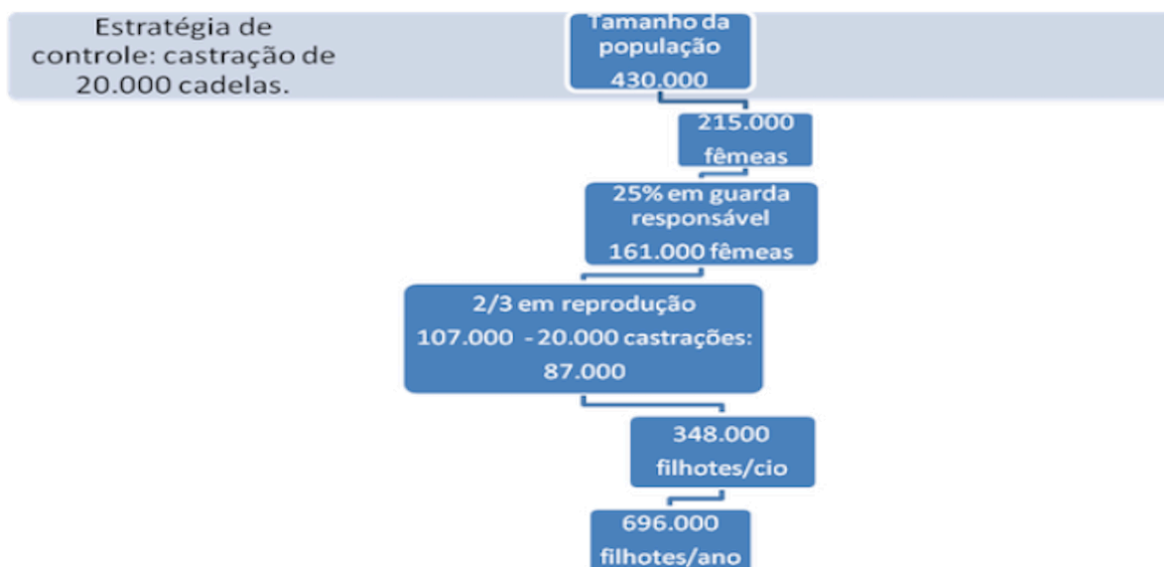 Estratégia de
controle: castração de
20.000 cadelas.
Tamanho da
população
430.000
215.000
fêmeas
25% em guarda
responsável
161.000 fêmeas
2/3 em reprodução
107.000 - 20.000 castrações:
87.000
348.000
filhotes/cio
696.000
filhotes/ano